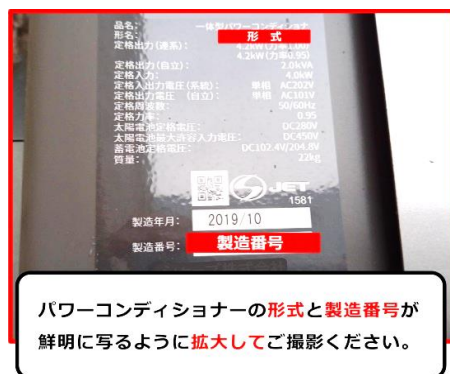 品名: 一体型パワーコンディショナ
形名: 形 式
定格出力(連系): 4.2kW(力率1.00)
4.2kW(力率0.95)
定格出力(自立): 2.0kVA
定格入力: 4.0kW
定格入出力電圧(系統): 単相 AC202V
定格出力電圧 (自立): 単相 AC101V
定格周波数: 50/60Hz
定格力率: 0.95
太陽電池定格電圧: DC280V
太陽電池最大許容入力電圧: DC450V
蓄電池定格電圧: DC102.4V/204.8V
質量: 22kg
JET
1581
製造年月: 2019/10
製造番号: 製造番号
パワーコンディショナーの形式と製造番号が
鮮明に写るように拡大してご撮影ください。